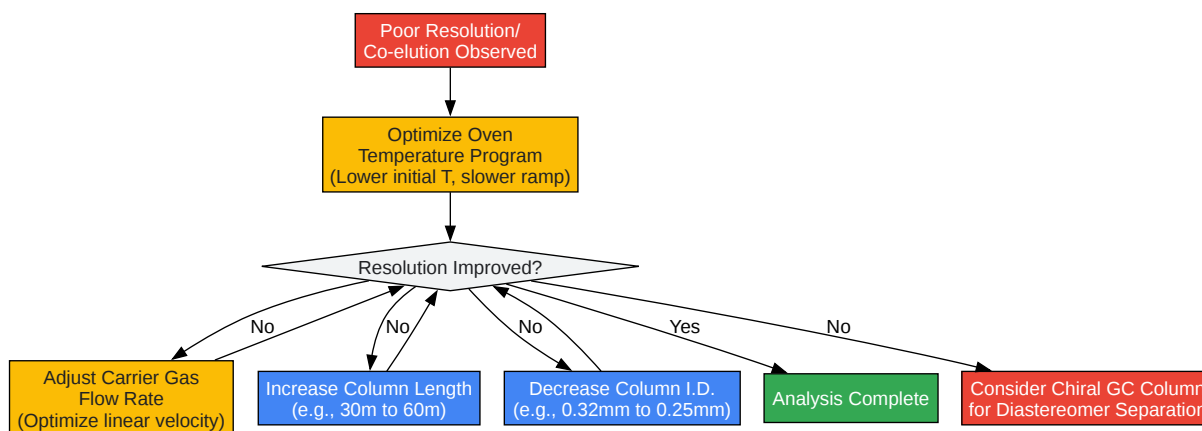 Poor Resolution/
Co-elution Observed
Optimize Oven
Temperature Program
(Lower initial T, slower ramp)
Resolution Improved?
No
No
No
Yes
No
Adjust Carrier Gas
Flow Rate
(Optimize linear velocity)
Increase Column Length
(e.g., 30m to 60m)
Decrease Column I.D.
(e.g., 0.32mm to 0.25mm)
Analysis Complete
Consider Chiral GC Column
for Diastereomer Separation